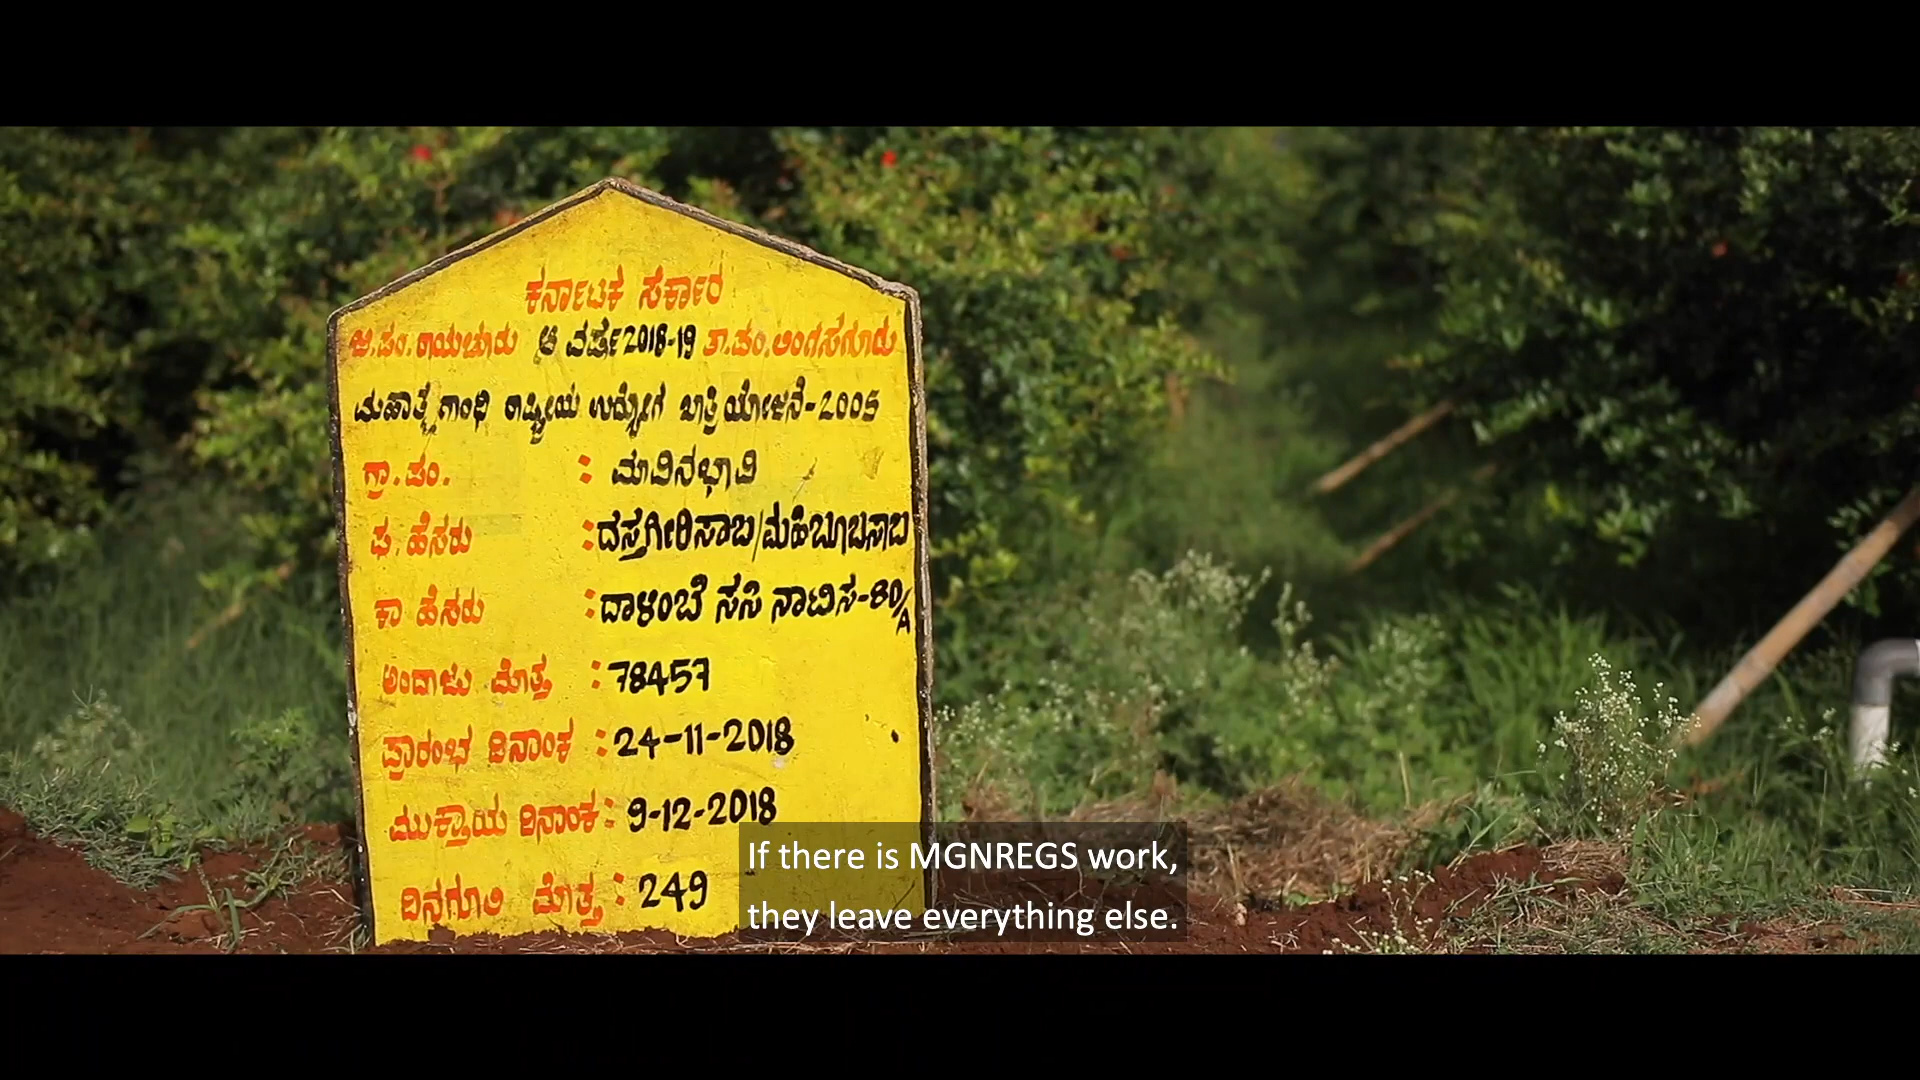 ಕರ್ನಾಟಕ ಸರ್ಕಾರ
ಜಿ.ಪಂ.ರಾಯಚೂರು ಆ ವರ್ಷ 2018-19 ತಾ.ಪಂ.ಲಿಂಗಸಗೂರು
ಮಹಾತ್ಮ ಗಾಂಧಿ ರಾಷ್ಟ್ರೀಯ ಉದ್ಯೋಗ ಖಾತ್ರಿ ಯೋಜನೆ-2005
ಗ್ರಾ.ಪಂ. : ಮಾವಿನಭಾವಿ
ಫ.ಹೆಸರು :ದಸ್ತಗೀರಿಸಾಬ/ಮಹಿಬೂಬಸಾಬ
ಕಾ ಹೆಸರು :ದಾಳಂಬೆ ಸಸಿ ನಾಟಿಸ-80/A
ಅಂದಾಜು ಮೊತ್ತ :78457
ಪ್ರಾರಂಭ ದಿನಾಂಕ :24-11-2018
ಮುಕ್ತಾಯ ದಿನಾಂಕ: 9-12-2018
ದಿನಗೂಲಿ ಮೊತ್ತ : 249
If there is MGNREGS work,
they leave everything else.